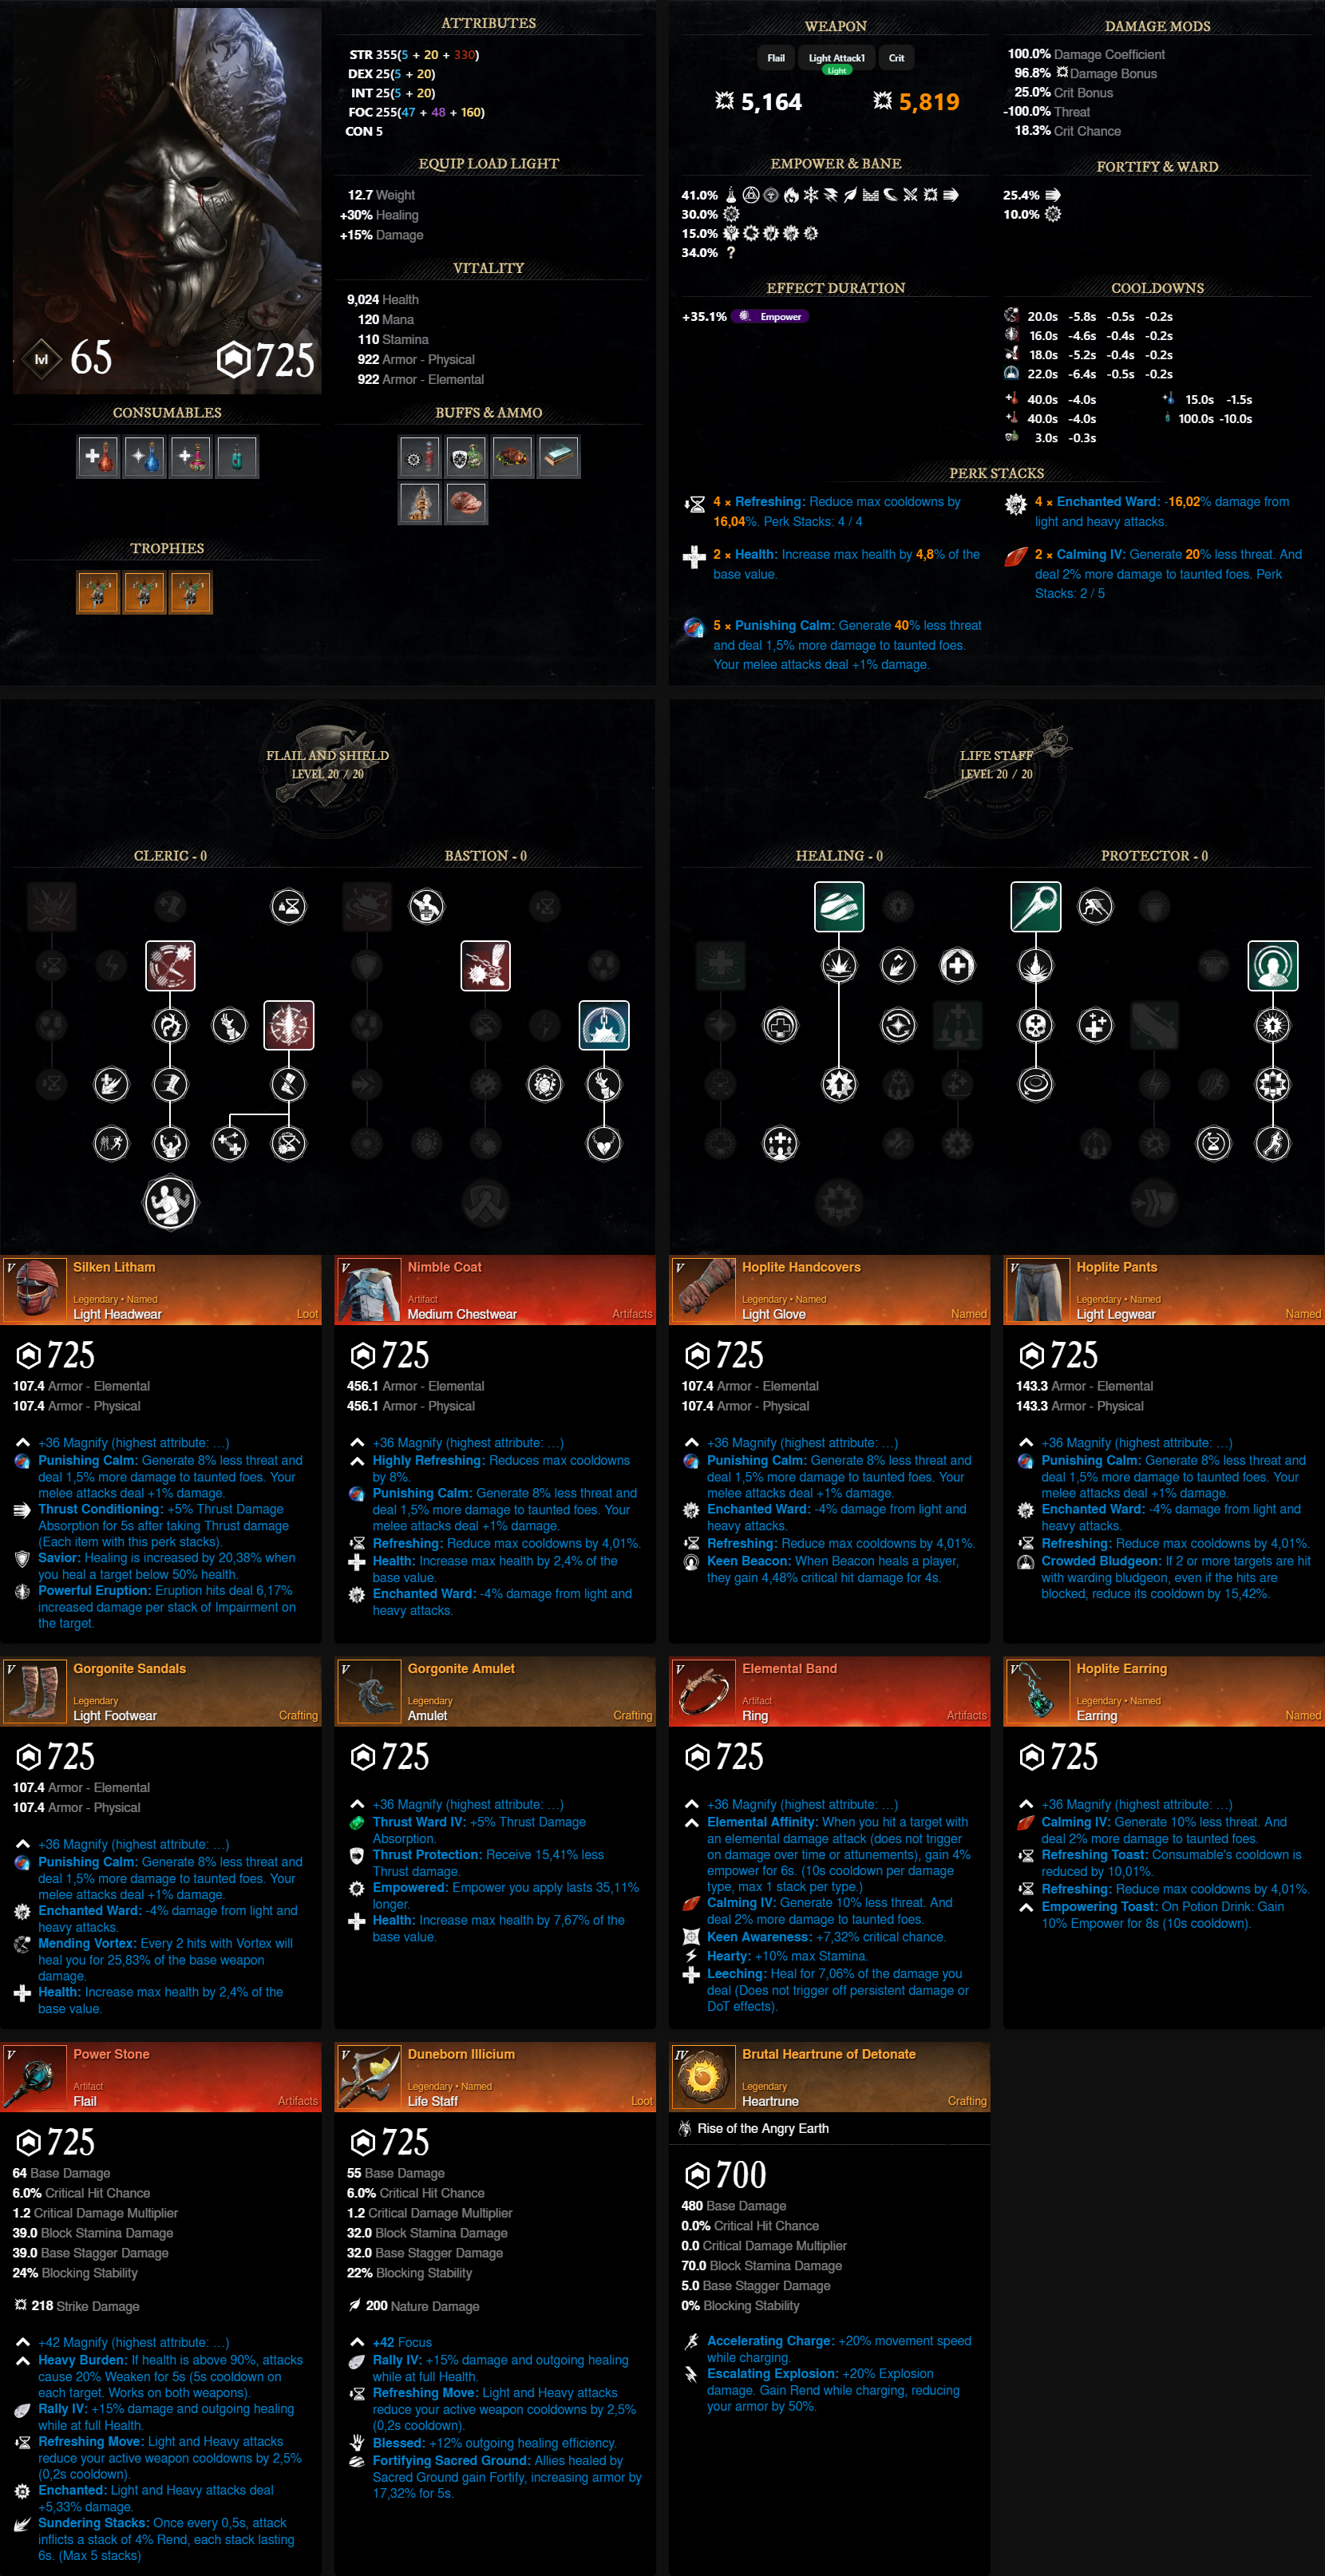 ATTRIBUTES
STR 355(5 + 20 + 330)
DEX 25(5 + 20)
INT 25(5 + 20)
FOC 255(47 + 48 + 160)
CON 5
EQUIP LOAD LIGHT
12.7 Weight
+30% Healing
+15% Damage
VITALITY
9,024 Health
120 Mana
110 Stamina
922 Armor - Physical
922 Armor - Elemental
lvl 65
725
CONSUMABLES
BUFFS & AMMO
TROPHIES
WEAPON
Flail
Light Attack1
Light
Crit
5,164
5,819
DAMAGE MODS
100.0% Damage Coefficient
96.8% Damage Bonus
25.0% Crit Bonus
-100.0% Threat
18.3% Crit Chance
EMPOWER & BANE
41.0%
30.0%
15.0%
34.0% ?
FORTIFY & WARD
25.4%
10.0%
EFFECT DURATION
+35.1% Empower
COOLDOWNS
20.0s -5.8s -0.5s -0.2s
16.0s -4.6s -0.4s -0.2s
18.0s -5.2s -0.4s -0.2s
22.0s -6.4s -0.5s -0.2s
40.0s -4.0s
15.0s -1.5s
40.0s -4.0s
100.0s -10.0s
3.0s -0.3s
PERK STACKS
4 × Refreshing: Reduce max cooldowns by
16,04%. Perk Stacks: 4 / 4
4 × Enchanted Ward: -16,02% damage from
light and heavy attacks.
2 × Health: Increase max health by 4,8% of the
base value.
2 × Calming IV: Generate 20% less threat. And
deal 2% more damage to taunted foes. Perk
Stacks: 2 / 5
5 × Punishing Calm: Generate 40% less threat
and deal 1,5% more damage to taunted foes.
Your melee attacks deal +1% damage.
FLAIL AND SHIELD
LEVEL 20 / 20
CLERIC - 0
BASTION - 0
LIFE STAFF
LEVEL 20 / 20
HEALING - 0
PROTECTOR - 0
V
Silken Litham
Legendary • Named
Light Headwear
Loot
725
107.4 Armor - Elemental
107.4 Armor - Physical
+36 Magnify (highest attribute: …)
Punishing Calm: Generate 8% less threat and
deal 1,5% more damage to taunted foes. Your
melee attacks deal +1% damage.
Thrust Conditioning: +5% Thrust Damage
Absorption for 5s after taking Thrust damage
(Each item with this perk stacks).
Savior: Healing is increased by 20,38% when
you heal a target below 50% health.
Powerful Eruption: Eruption hits deal 6,17%
increased damage per stack of Impairment on
the target.
V
Nimble Coat
Artifact
Medium Chestwear
Artifacts
725
456.1 Armor - Elemental
456.1 Armor - Physical
+36 Magnify (highest attribute: …)
Highly Refreshing: Reduces max cooldowns
by 8%.
Punishing Calm: Generate 8% less threat and
deal 1,5% more damage to taunted foes. Your
melee attacks deal +1% damage.
Refreshing: Reduce max cooldowns by 4,01%.
Health: Increase max health by 2,4% of the
base value.
Enchanted Ward: -4% damage from light and
heavy attacks.
V
Hoplite Handcovers
Legendary • Named
Light Glove
Named
725
107.4 Armor - Elemental
107.4 Armor - Physical
+36 Magnify (highest attribute: …)
Punishing Calm: Generate 8% less threat and
deal 1,5% more damage to taunted foes. Your
melee attacks deal +1% damage.
Enchanted Ward: -4% damage from light and
heavy attacks.
Refreshing: Reduce max cooldowns by 4,01%.
Keen Beacon: When Beacon heals a player,
they gain 4,48% critical hit damage for 4s.
V
Hoplite Pants
Legendary • Named
Light Legwear
Named
725
143.3 Armor - Elemental
143.3 Armor - Physical
+36 Magnify (highest attribute: …)
Punishing Calm: Generate 8% less threat and
deal 1,5% more damage to taunted foes. Your
melee attacks deal +1% damage.
Enchanted Ward: -4% damage from light and
heavy attacks.
Refreshing: Reduce max cooldowns by 4,01%.
Crowded Bludgeon: If 2 or more targets are hit
with warding bludgeon, even if the hits are
blocked, reduce its cooldown by 15,42%.
V
Gorgonite Sandals
Legendary
Light Footwear
Crafting
725
107.4 Armor - Elemental
107.4 Armor - Physical
+36 Magnify (highest attribute: …)
Punishing Calm: Generate 8% less threat and
deal 1,5% more damage to taunted foes. Your
melee attacks deal +1% damage.
Enchanted Ward: -4% damage from light and
heavy attacks.
Mending Vortex: Every 2 hits with Vortex will
heal you for 25,83% of the base weapon
damage.
Health: Increase max health by 2,4% of the
base value.
V
Gorgonite Amulet
Legendary
Amulet
Crafting
725
+36 Magnify (highest attribute: …)
Thrust Ward IV: +5% Thrust Damage
Absorption.
Thrust Protection: Receive 15,41% less
Thrust damage.
Empowered: Empower you apply lasts 35,11%
longer.
Health: Increase max health by 7,67% of the
base value.
V
Elemental Band
Artifact
Ring
Artifacts
725
+36 Magnify (highest attribute: …)
Elemental Affinity: When you hit a target with
an elemental damage attack (does not trigger
on damage over time or attunements), gain 4%
empower for 6s. (10s cooldown per damage
type, max 1 stack per type.)
Calming IV: Generate 10% less threat. And
deal 2% more damage to taunted foes.
Keen Awareness: +7,32% critical chance.
Hearty: +10% max Stamina.
Leeching: Heal for 7,06% of the damage you
deal (Does not trigger off persistent damage or
DoT effects).
V
Hoplite Earring
Legendary • Named
Earring
Named
725
+36 Magnify (highest attribute: …)
Calming IV: Generate 10% less threat. And
deal 2% more damage to taunted foes.
Refreshing Toast: Consumable's cooldown is
reduced by 10,01%.
Refreshing: Reduce max cooldowns by 4,01%.
Empowering Toast: On Potion Drink: Gain
10% Empower for 8s (10s cooldown).
V
Power Stone
Artifact
Flail
Artifacts
725
64 Base Damage
6.0% Critical Hit Chance
1.2 Critical Damage Multiplier
39.0 Block Stamina Damage
39.0 Base Stagger Damage
24% Blocking Stability
218 Strike Damage
+42 Magnify (highest attribute: …)
Heavy Burden: If health is above 90%, attacks
cause 20% Weaken for 5s (5s cooldown on
each target. Works on both weapons).
Rally IV: +15% damage and outgoing healing
while at full Health.
Refreshing Move: Light and Heavy attacks
reduce your active weapon cooldowns by 2,5%
(0,2s cooldown).
Enchanted: Light and Heavy attacks deal
+5,33% damage.
Sundering Stacks: Once every 0,5s, attack
inflicts a stack of 4% Rend, each stack lasting
6s. (Max 5 stacks)
V
Duneborn Illicium
Legendary • Named
Life Staff
Loot
725
55 Base Damage
6.0% Critical Hit Chance
1.2 Critical Damage Multiplier
32.0 Block Stamina Damage
32.0 Base Stagger Damage
22% Blocking Stability
200 Nature Damage
+42 Focus
Rally IV: +15% damage and outgoing healing
while at full Health.
Refreshing Move: Light and Heavy attacks
reduce your active weapon cooldowns by 2,5%
(0,2s cooldown).
Blessed: +12% outgoing healing efficiency.
Fortifying Sacred Ground: Allies healed by
Sacred Ground gain Fortify, increasing armor by
17,32% for 5s.
IV
Brutal Heartrune of Detonate
Legendary
Heartrune
Crafting
Rise of the Angry Earth
700
480 Base Damage
0.0% Critical Hit Chance
0.0 Critical Damage Multiplier
70.0 Block Stamina Damage
5.0 Base Stagger Damage
0% Blocking Stability
Accelerating Charge: +20% movement speed
while charging.
Escalating Explosion: +20% Explosion
damage. Gain Rend while charging, reducing
your armor by 50%.